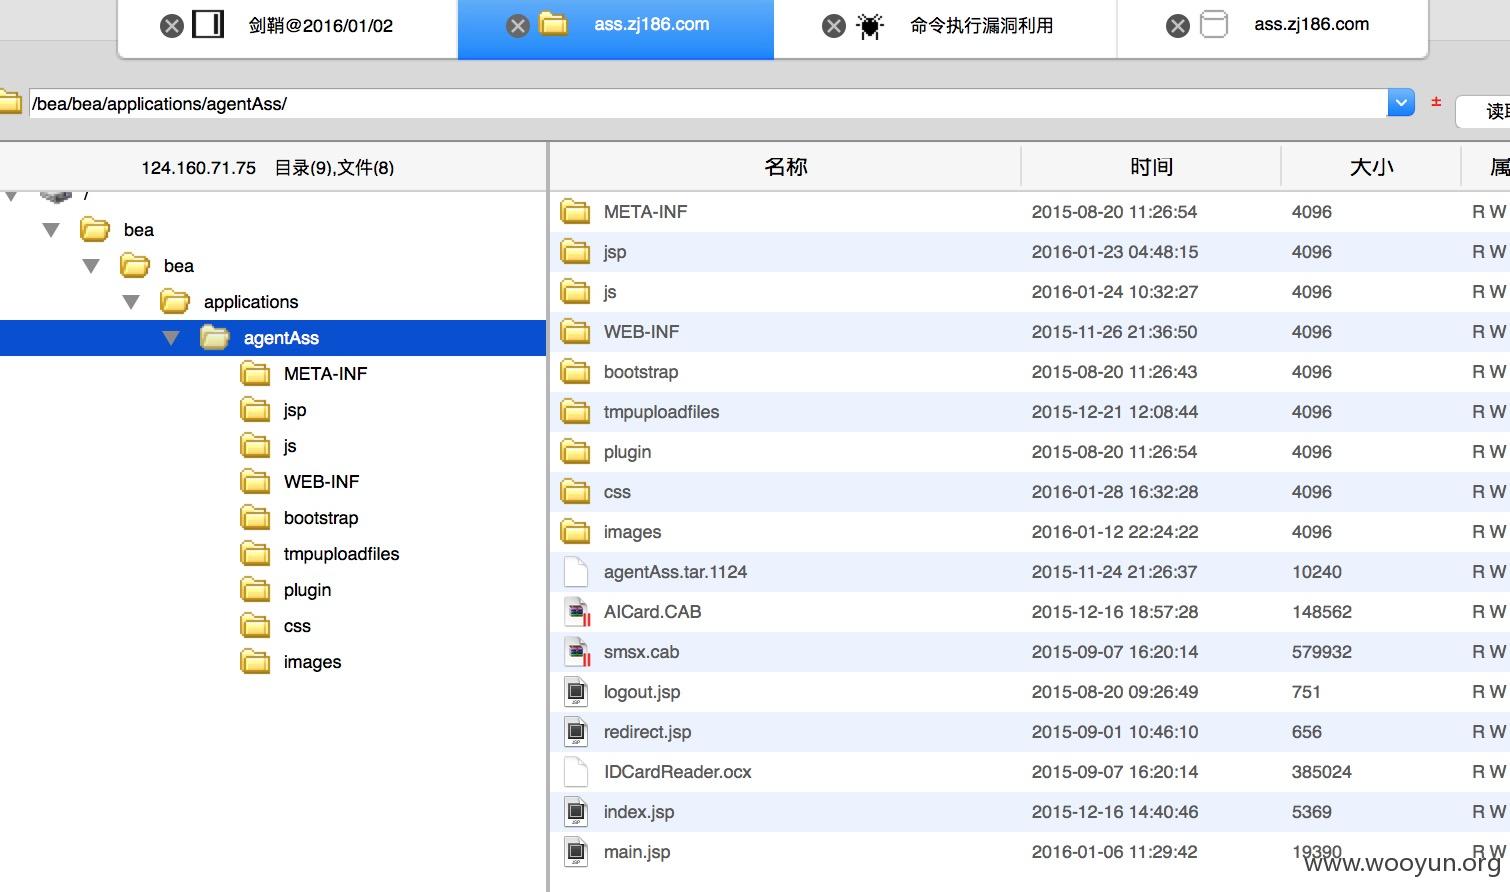 剑鞘@2016/01/02
ass.zj186.com
命令执行漏洞利用
ass.zj186.com
/bea/bea/applications/agentAss/
±
124.160.71.75 目录(9),文件(8)
名称 时间 大小
/
bea
bea
applications
agentAss
META-INF
jsp
js
WEB-INF
bootstrap
tmpuploadfiles
plugin
css
images
META-INF 2015-08-20 11:26:54 4096 R W
jsp 2016-01-23 04:48:15 4096 R W
js 2016-01-24 10:32:27 4096 R W
WEB-INF 2015-11-26 21:36:50 4096 R W
bootstrap 2015-08-20 11:26:43 4096 R W
tmpuploadfiles 2015-12-21 12:08:44 4096 R W
plugin 2015-08-20 11:26:54 4096 R W
css 2016-01-28 16:32:28 4096 R W
images 2016-01-12 22:24:22 4096 R W
agentAss.tar.1124 2015-11-24 21:26:37 10240 R W
AICard.CAB 2015-12-16 18:57:28 148562 R W
smsx.cab 2015-09-07 16:20:14 579932 R W
logout.jsp 2015-08-20 09:26:49 751 R W
redirect.jsp 2015-09-01 10:46:10 656 R W
IDCardReader.ocx 2015-09-07 16:20:14 385024 R W
index.jsp 2015-12-16 14:40:46 5369 R W
main.jsp 2016-01-06 11:29:42 19390 R W
www.wooyun.org